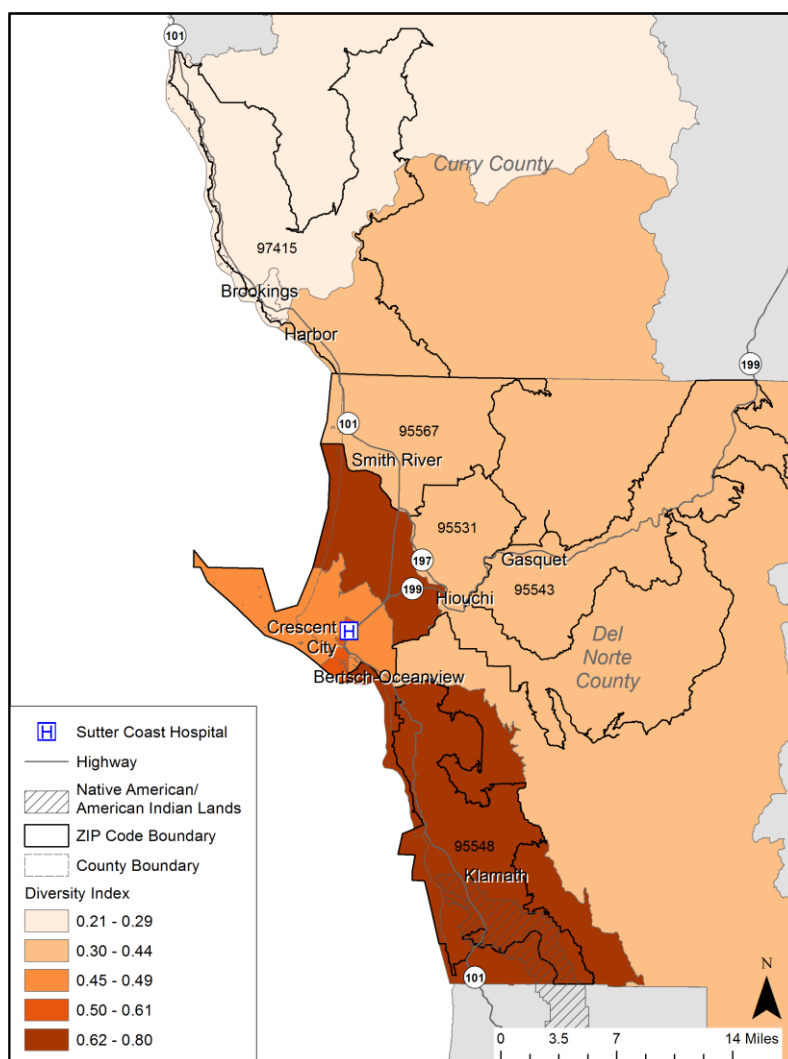 101
Curry County
97415
Brookings
Harbor
199
101
95567
Smith River
95531
197
Gasquet
199
95543
Hiouchi
Crescent
City
H
Del
Norte
County
Bertsch-Oceanview
95548
Klamath
101
H Sutter Coast Hospital
Highway
Native American/
American Indian Lands
ZIP Code Boundary
County Boundary
Diversity Index
0.21 - 0.29
0.30 - 0.44
0.45 - 0.49
0.50 - 0.61
0.62 - 0.80
N
0 3.5 7 14 Miles